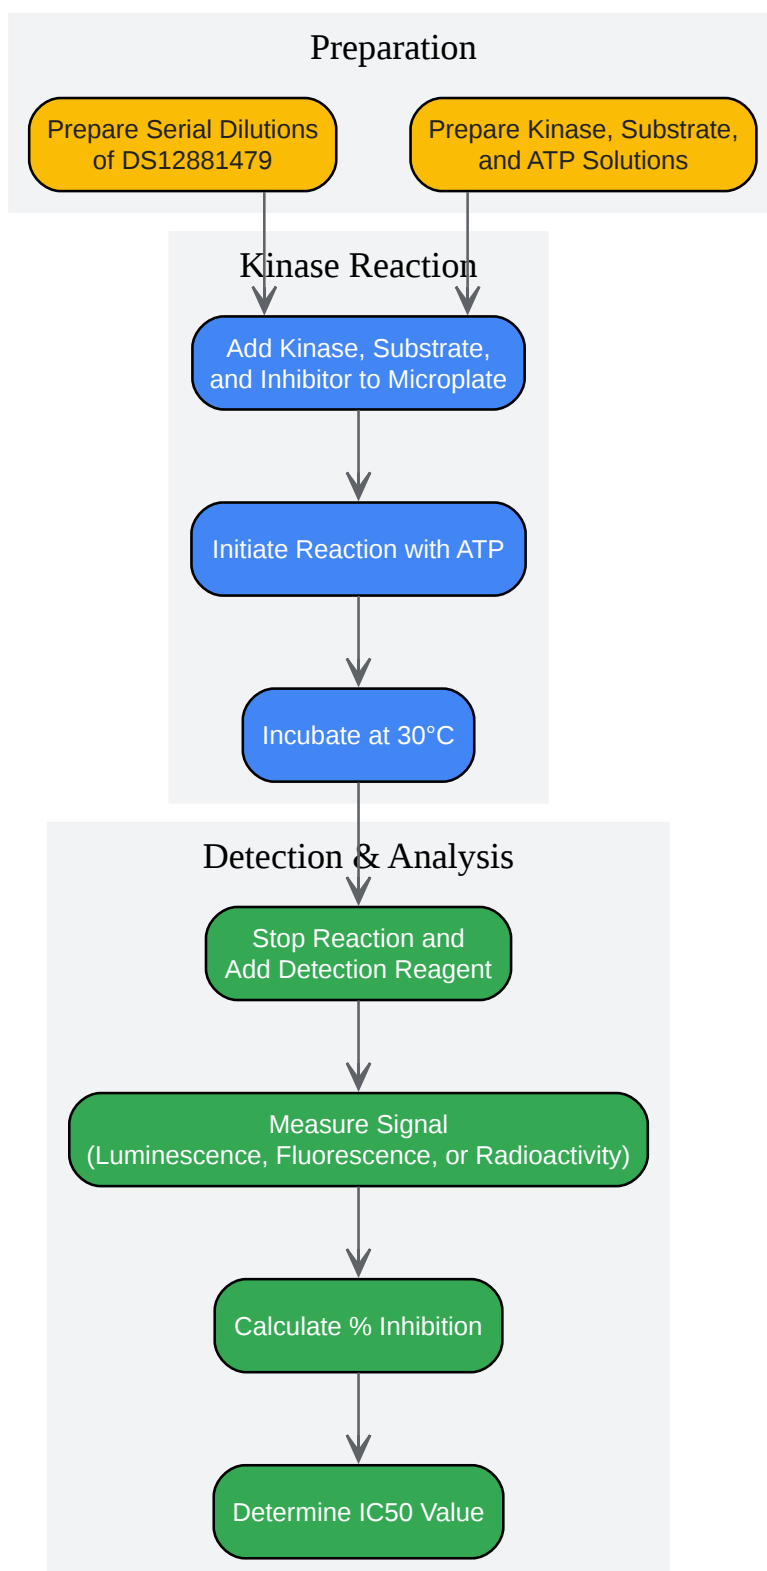 Preparation
Prepare Serial Dilutions
of DS12881479
Prepare Kinase, Substrate,
and ATP Solutions
Kinase Reaction
Add Kinase, Substrate,
and Inhibitor to Microplate
Initiate Reaction with ATP
Incubate at 30°C
Detection & Analysis
Stop Reaction and
Add Detection Reagent
Measure Signal
(Luminescence, Fluorescence, or Radioactivity)
Calculate % Inhibition
Determine IC50 Value